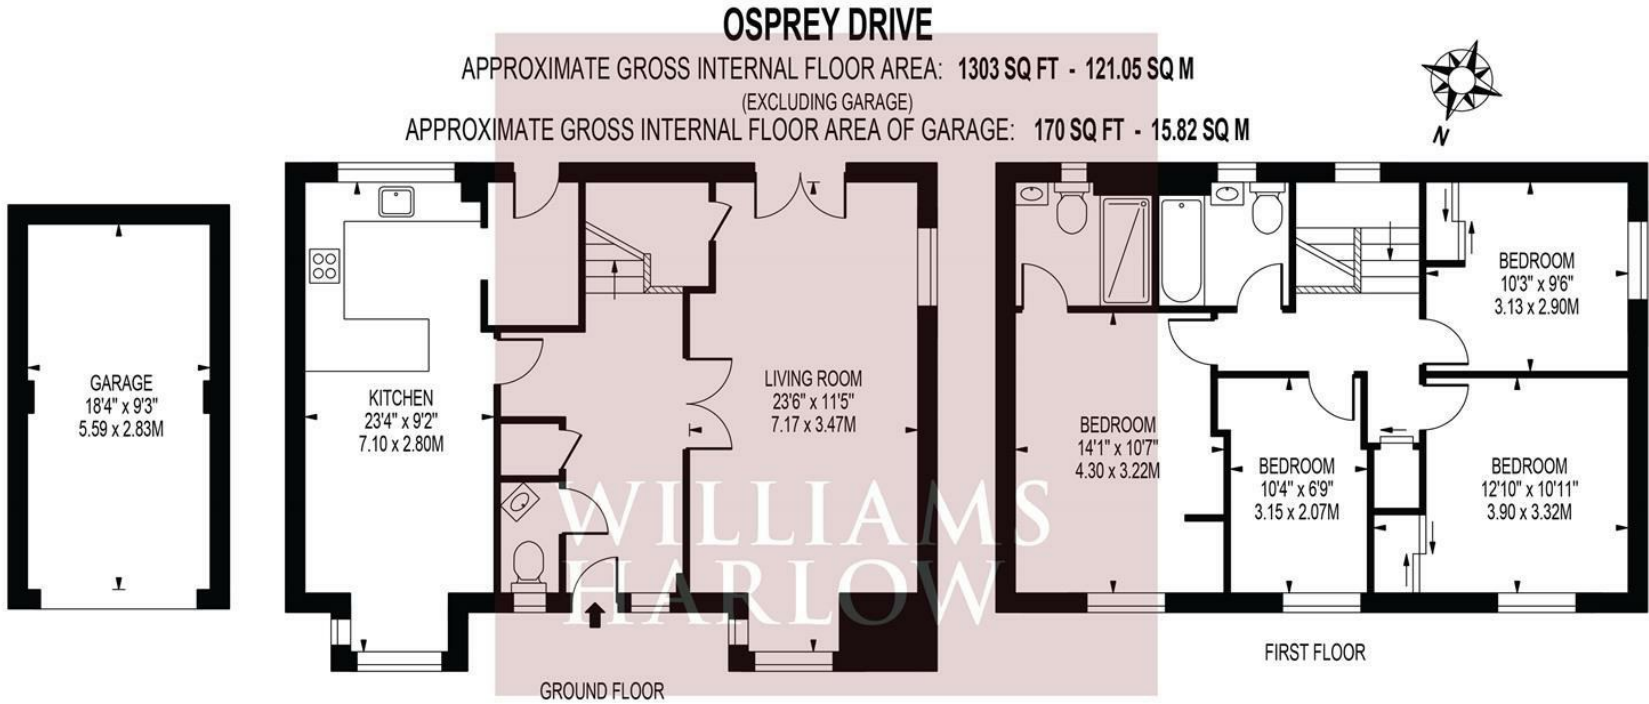 OSPREY DRIVE
APPROXIMATE GROSS INTERNAL FLOOR AREA: 1303 SQ FT - 121.05 SQ M
(EXCLUDING GARAGE)
APPROXIMATE GROSS INTERNAL FLOOR AREA OF GARAGE: 170 SQ FT - 15.82 SQ M
N
GARAGE
18'4" x 9'3"
5.59 x 2.83M
KITCHEN
23'4" x 9'2"
7.10 x 2.80M
LIVING ROOM
23'6" x 11'5"
7.17 x 3.47M
BEDROOM
14'1" x 10'7"
4.30 x 3.22M
BEDROOM
10'4" x 6'9"
3.15 x 2.07M
BEDROOM
10'3" x 9'6"
3.13 x 2.90M
BEDROOM
12'10" x 10'11"
3.90 x 3.32M
WILLIAMS
HARLOW
GROUND FLOOR
FIRST FLOOR